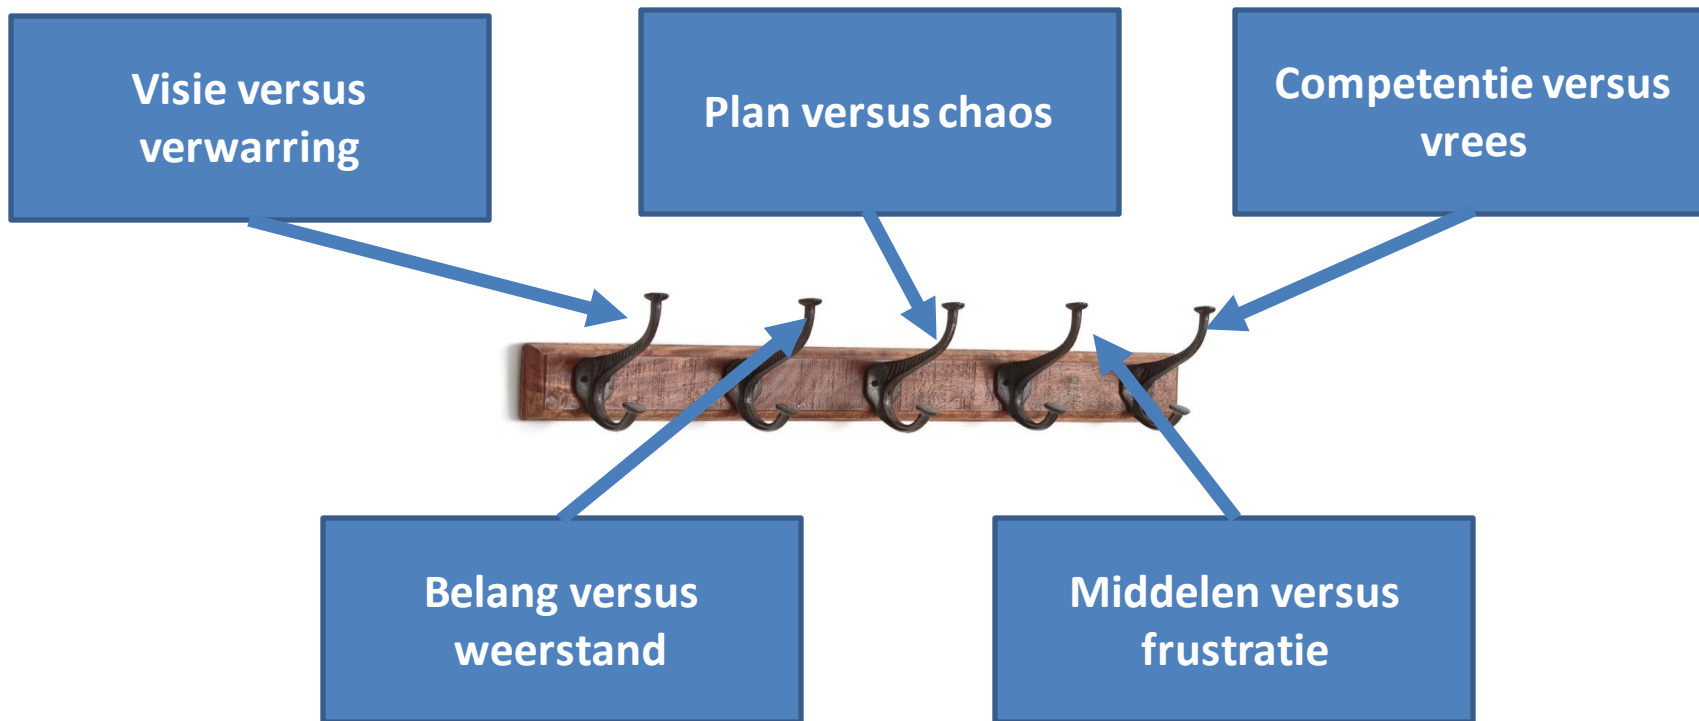 Visie versus
verwarring
Plan versus chaos
Competentie versus
vrees
Belang versus
weerstand
Middelen versus
frustratie